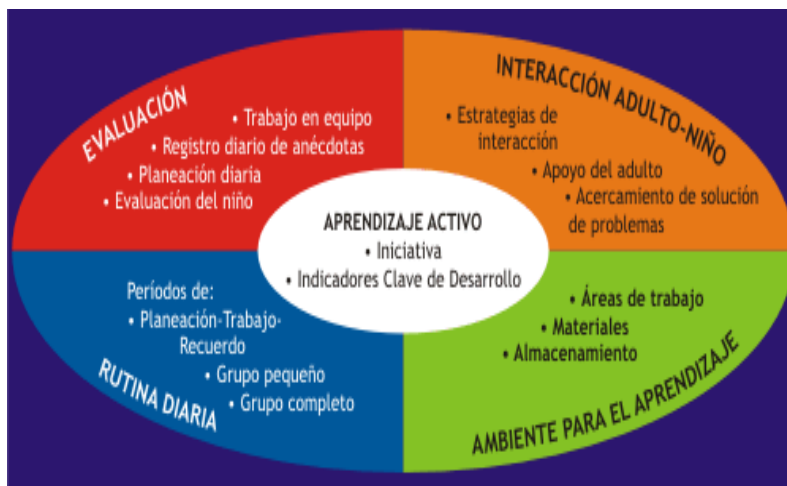 EVALUACIÓN
• Trabajo en equipo
• Registro diario de anécdotas
• Planeación diaria
• Evaluación del niño
INTERACCIÓN ADULTO-NIÑO
• Estrategias de
interacción
• Apoyo del adulto
• Acercamiento de solución
de problemas
APRENDIZAJE ACTIVO
• Iniciativa
• Indicadores Clave de Desarrollo
Períodos de:
• Planeación-Trabajo-
Recuerdo
• Grupo pequeño
• Grupo completo
RUTINA DIARIA
• Áreas de trabajo
• Materiales
• Almacenamiento
AMBIENTE PARA EL APRENDIZAJE